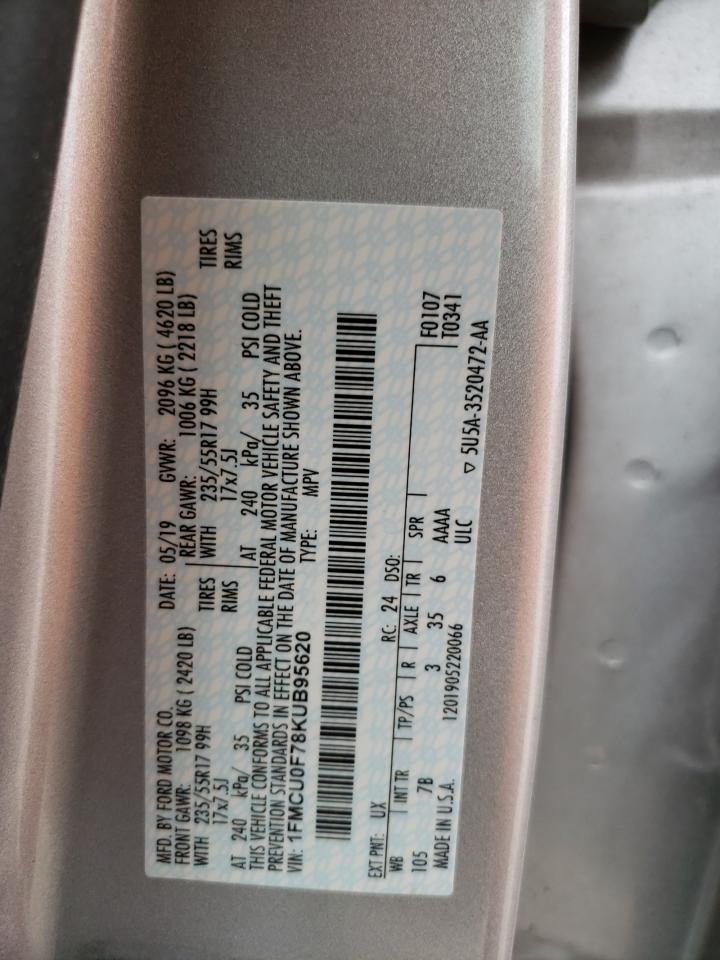 MFD. BY FORD MOTOR CO. DATE: 05/19 GVWR: 2096 KG ( 4620 LB)
FRONT GAWR: 1098 KG ( 2420 LB) REAR GAWR: 1006 KG ( 2218 LB)
WITH 235/55R17 99H TIRES WITH 235/55R17 99H TIRES
17x7.5J RIMS 17x7.5J RIMS
AT 240 kPa/ 35 PSI COLD AT 240 kPa/ 35 PSI COLD
THIS VEHICLE CONFORMS TO ALL APPLICABLE FEDERAL MOTOR VEHICLE SAFETY AND THEFT
PREVENTION STANDARDS IN EFFECT ON THE DATE OF MANUFACTURE SHOWN ABOVE.
VIN: 1FMCU0F78KUB95620 TYPE: MPV
EXT PNT: UX RC: 24 DSO:
WB INT TR TP/PS R AXLE TR SPR F0107
105 7B 3 35 6 AAAA T0341
MADE IN U.S.A. 1201905220066 ULC ▽ 5U5A-3520472-AA